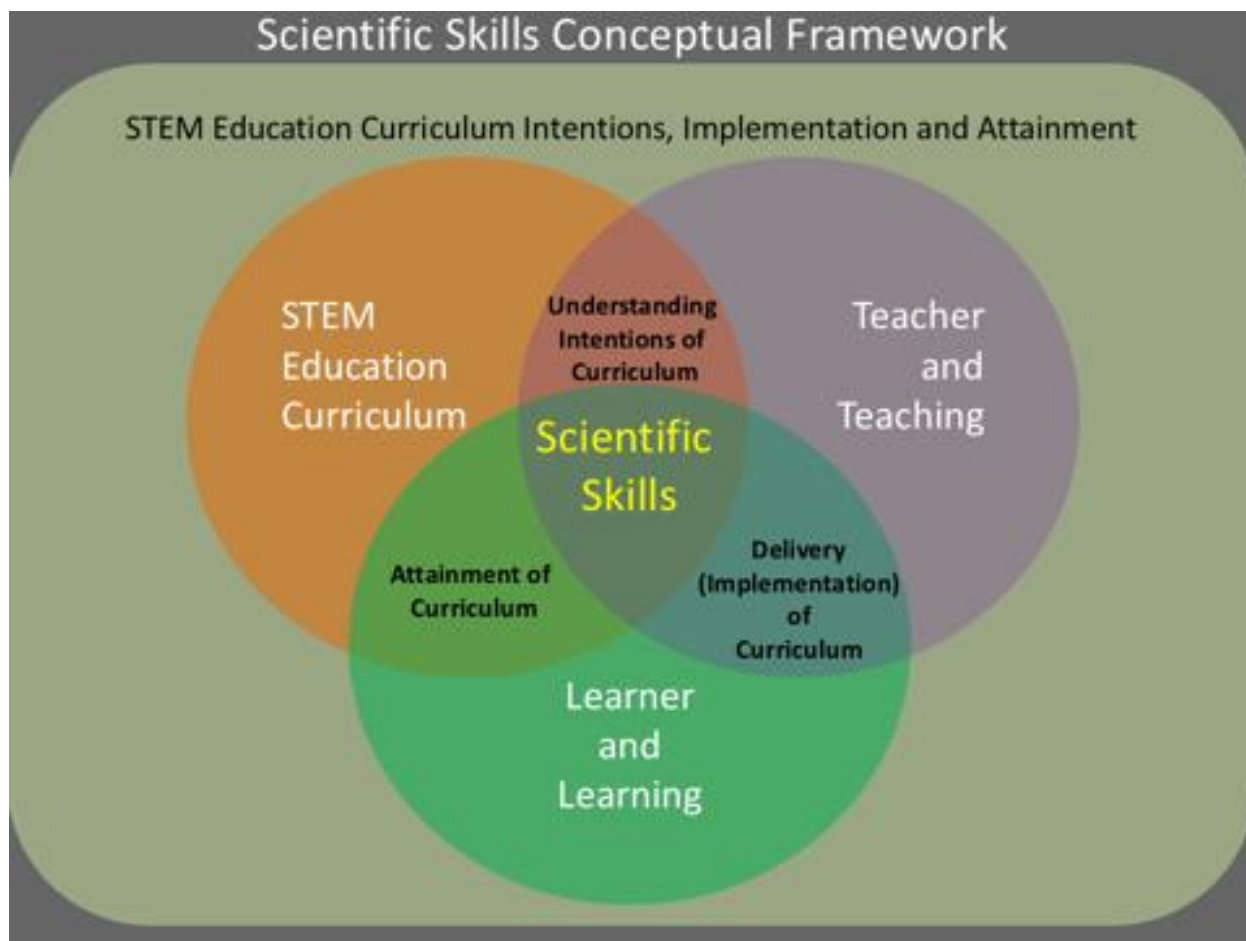 Scientific Skills Conceptual Framework
STEM Education Curriculum Intentions, Implementation and Attainment
STEM
Education
Curriculum
Understanding
Intentions of
Curriculum
Teacher
and
Teaching
Scientific
Skills
Attainment of
Curriculum
Delivery
(Implementation)
of
Curriculum
Learner
and
Learning